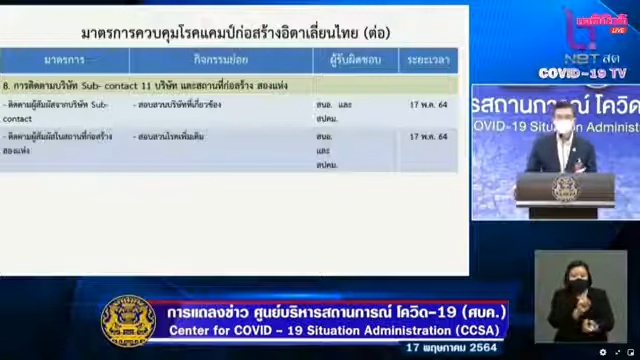 มาตรการควบคุมโรคแคมป์ก่อสร้างอิตาเลี่ยนไทย (ต่อ)
มาตรการ กิจกรรมย่อย ผู้รับผิดชอบ ระยะเวลา
8. การติดตามบริษัท Sub- contact 11 บริษัท และสถานที่ก่อสร้าง สองแห่ง
- ติดตามผู้สัมผัสจากบริษัท Sub-contact - สอบสวนบริษัทที่เกี่ยวข้อง สนอ. และ สปคม. 17 พ.ค. 64
- ติดตามผู้สัมผัสในสถานที่ก่อสร้าง สองแห่ง - สอบสวนโรคเพิ่มเติม สนอ. และ สปคม. 17 พ.ค. 64
LIVE
NBT สด
COVID-19 TV
รสถานการณ์ โควิด
OVID-19 Situation Administ
การแถลงข่าว ศูนย์บริหารสถานการณ์ โควิด-19 (ศบค.)
Center for COVID - 19 Situation Administration (CCSA)
17 พฤษภาคม 2564